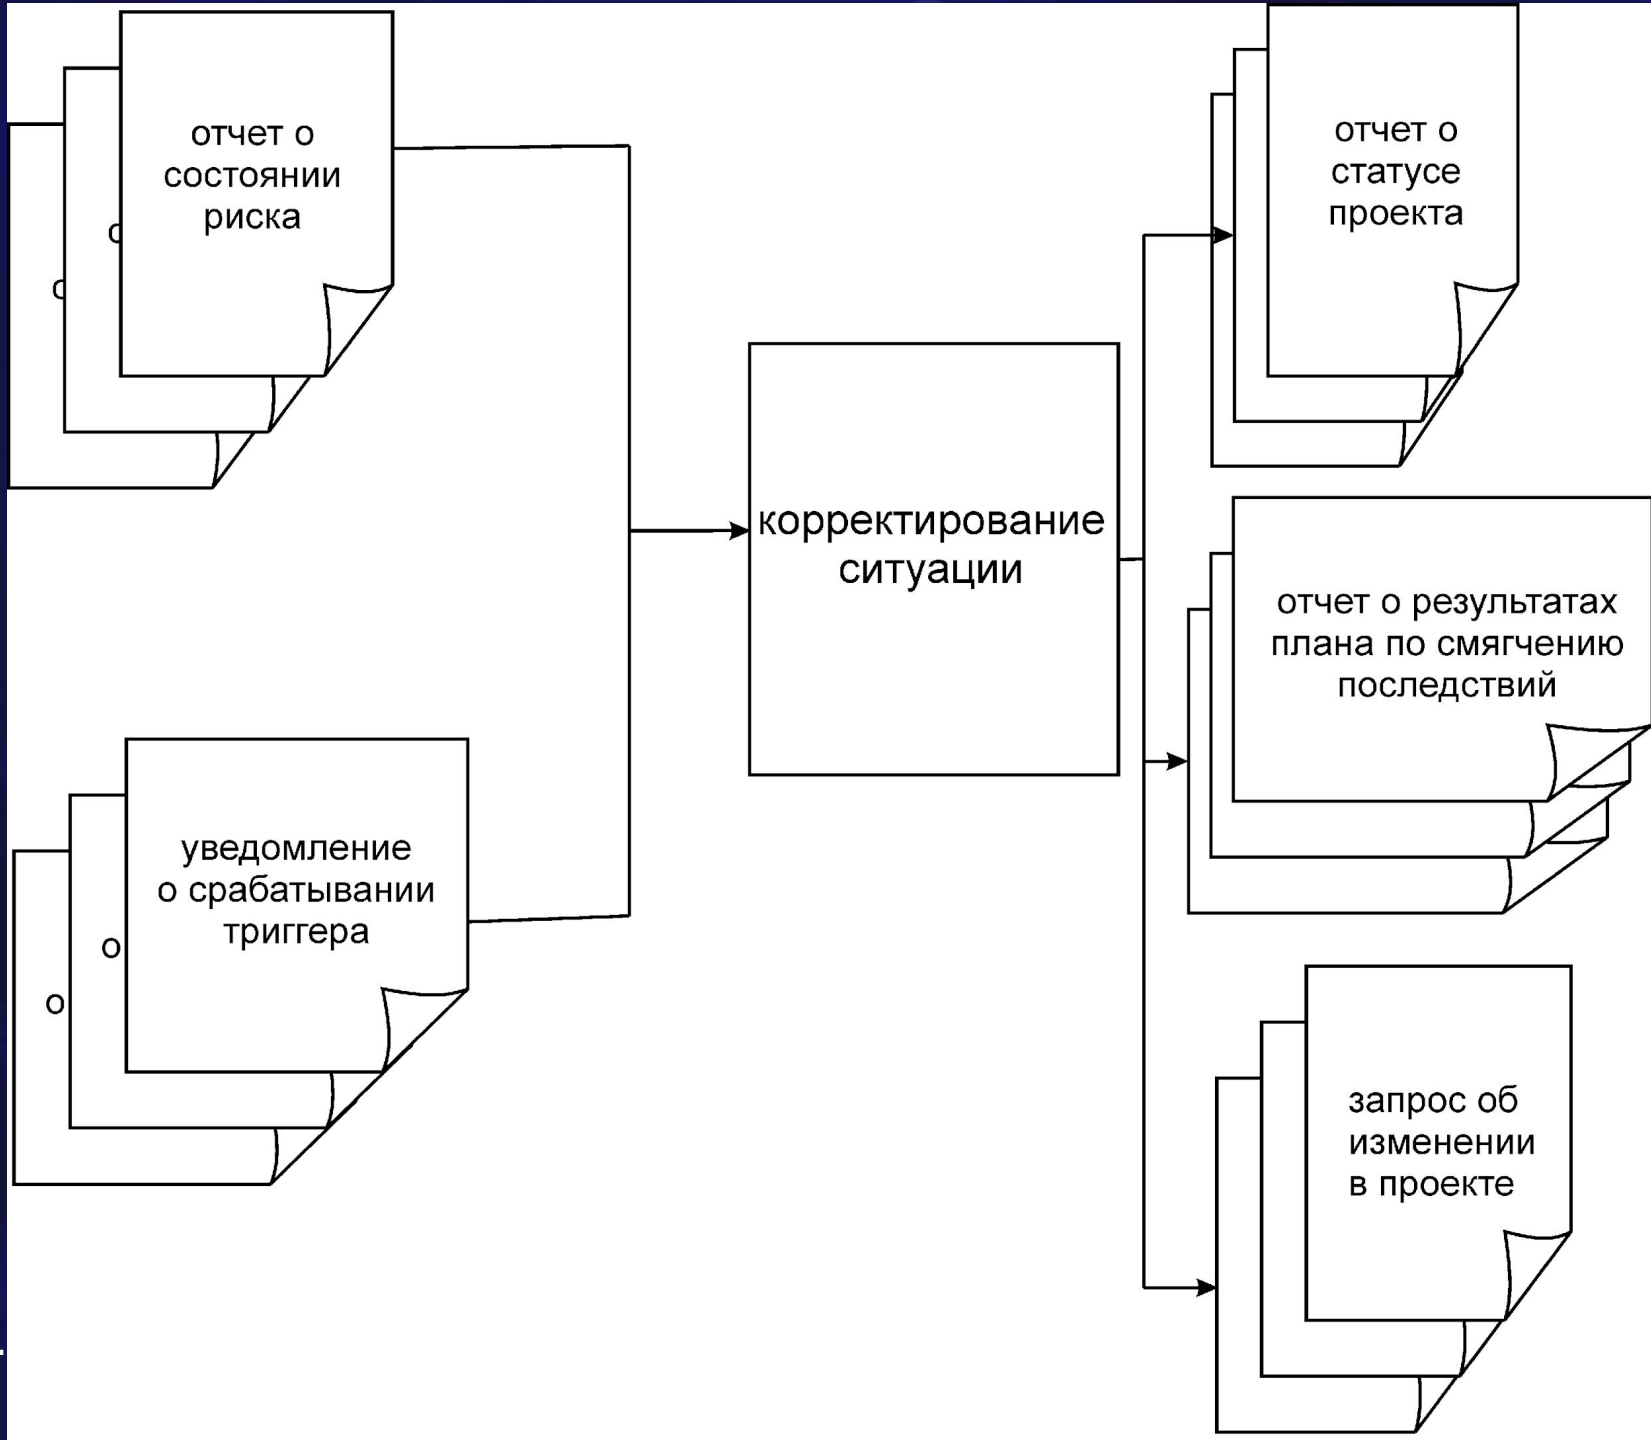 отчет о
состоянии
риска
о
о
уведомление
о срабатывании
триггера
о
о
корректирование
ситуации
отчет о
статусе
проекта
отчет о результатах
плана по смягчению
последствий
запрос об
изменении
в проекте